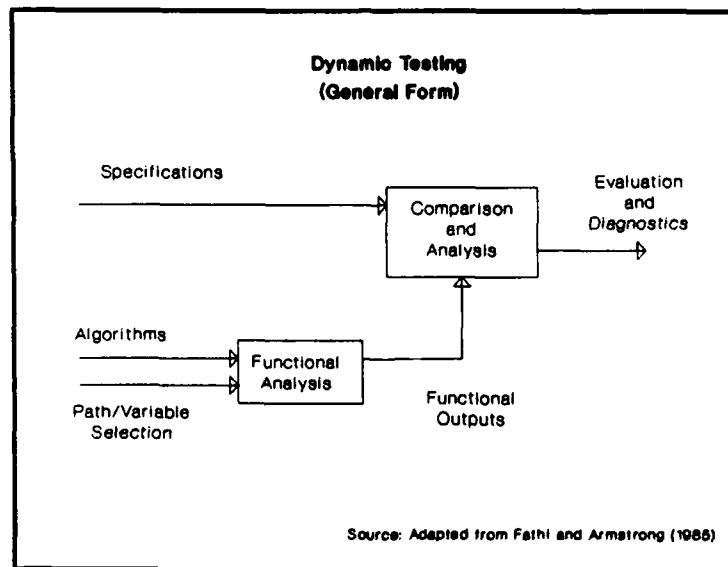 Dynamic Testing
(General Form)
Specifications
Comparison
and
Analysis
Evaluation
and
Diagnostics
Algorithms
Functional
Analysis
Path/Variable
Selection
Functional
Outputs
Source: Adapted from Fathi and Armstrong (1985)